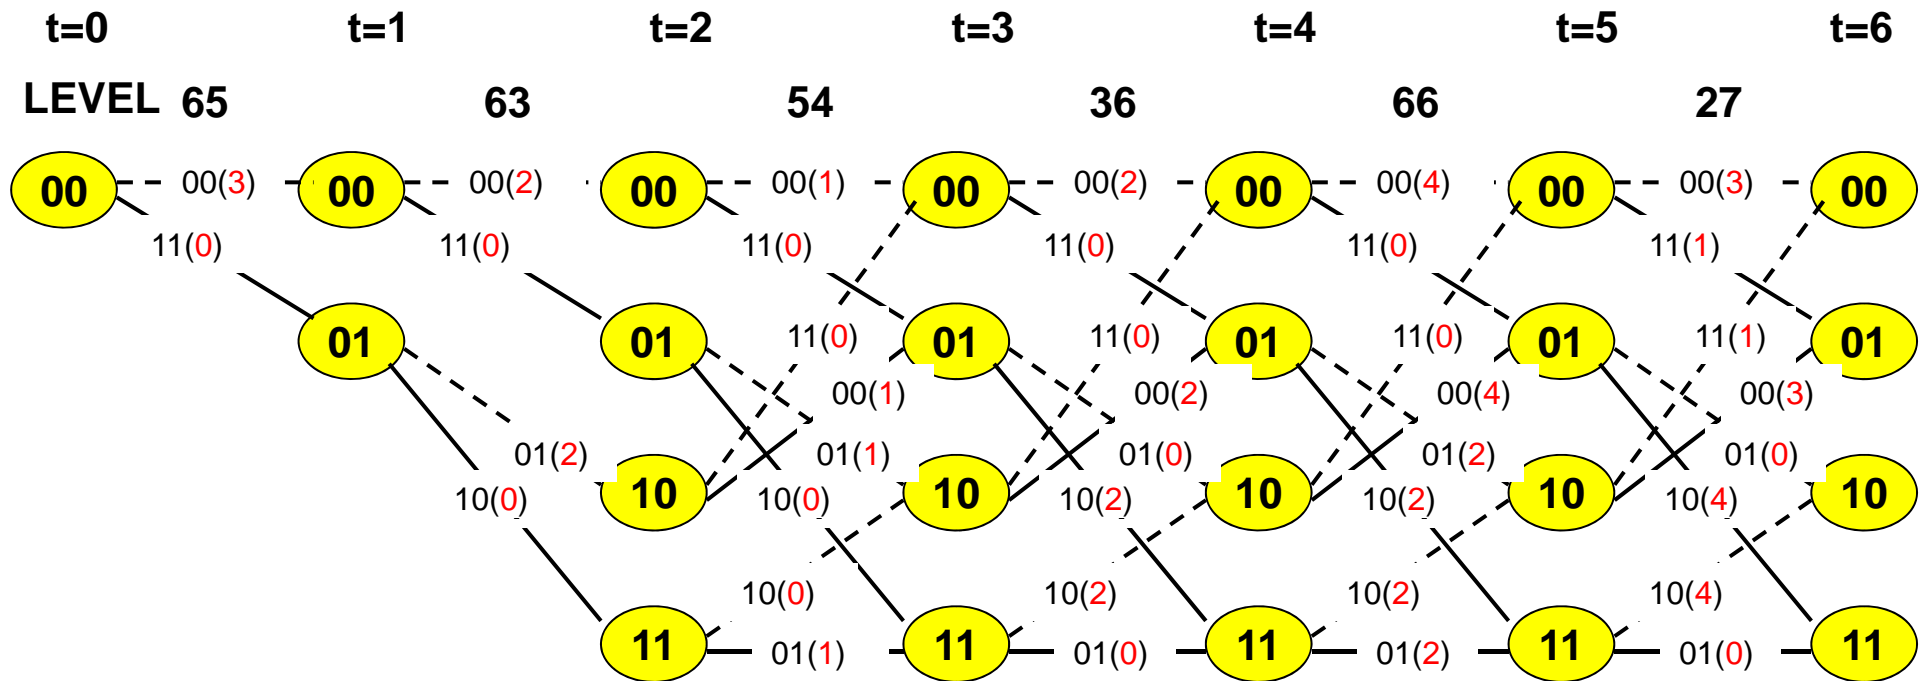 t=0 t=1 t=2 t=3 t=4 t=5 t=6
LEVEL 65 63 54 36 66 27
00 00(3) 00 00(2) 00 00(1) 00 00(2) 00 00(4) 00 00(3) 00
11(0) 11(0) 11(0) 11(0) 11(0) 11(1)
11(0) 11(0) 11(0) 11(1)
01 01 01 01 01 01
00(1) 00(2) 00(4) 00(3)
01(2) 01(1) 01(0) 01(2) 01(0)
10 10 10 10 10
10(0) 10(0) 10(2) 10(2) 10(4)
10(0) 10(2) 10(2) 10(4)
11 01(1) 11 01(0) 11 01(2) 11 01(0) 11